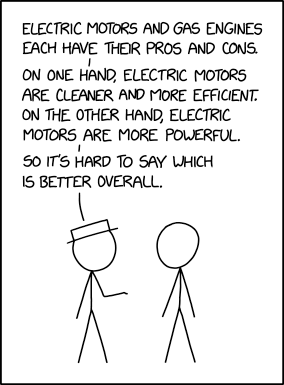 ELECTRIC MOTORS AND GAS ENGINES
EACH HAVE THEIR PROS AND CONS.
ON ONE HAND, ELECTRIC MOTORS
ARE CLEANER AND MORE EFFICIENT.
ON THE OTHER HAND, ELECTRIC
MOTORS ARE MORE POWERFUL.
SO IT'S HARD TO SAY WHICH
IS BETTER OVERALL.